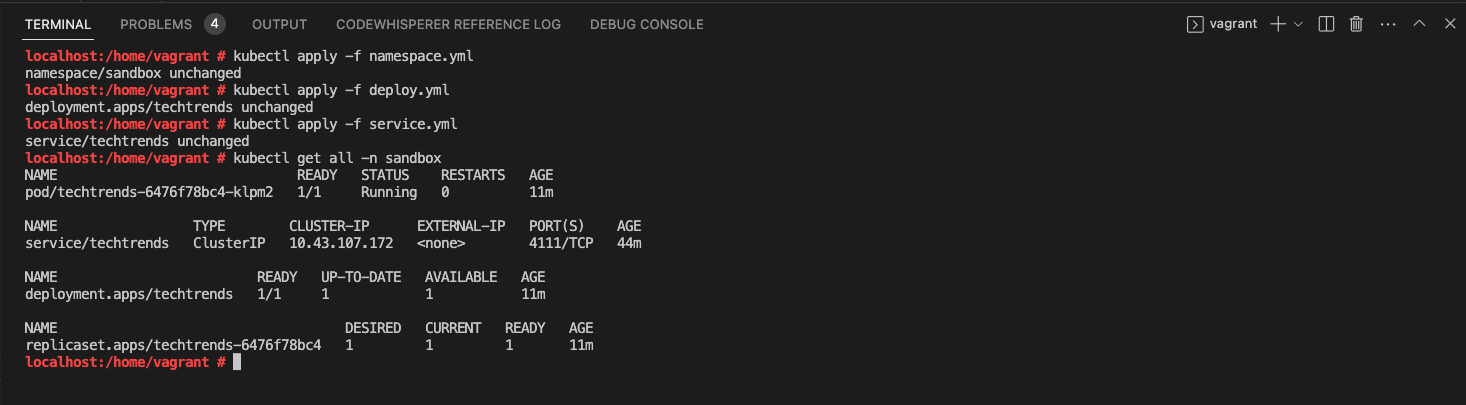 TERMINAL PROBLEMS 4 OUTPUT CODEWHISPERER REFERENCE LOG DEBUG CONSOLE vagrant
localhost:/home/vagrant # kubectl apply -f namespace.yml
namespace/sandbox unchanged
localhost:/home/vagrant # kubectl apply -f deploy.yml
deployment.apps/techtrends unchanged
localhost:/home/vagrant # kubectl apply -f service.yml
service/techtrends unchanged
localhost:/home/vagrant # kubectl get all -n sandbox
NAME READY STATUS RESTARTS AGE
pod/techtrends-6476f78bc4-klpm2 1/1 Running 0 11m
NAME TYPE CLUSTER-IP EXTERNAL-IP PORT(S) AGE
service/techtrends ClusterIP 10.43.107.172 <none> 4111/TCP 44m
NAME READY UP-TO-DATE AVAILABLE AGE
deployment.apps/techtrends 1/1 1 1 11m
NAME DESIRED CURRENT READY AGE
replicaset.apps/techtrends-6476f78bc4 1 1 1 11m
localhost:/home/vagrant #